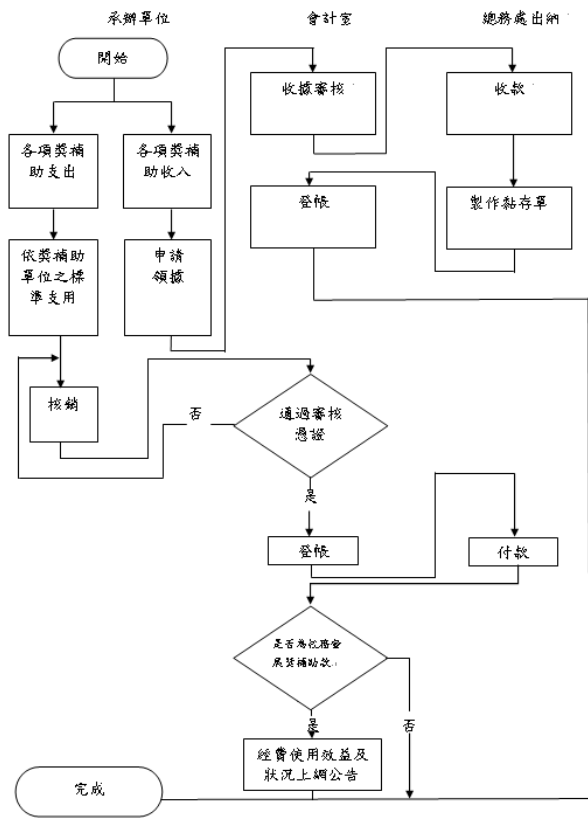 承辦單位
會計室
總務處出納
開始
收據審核
收款
各項獎補
助支出
各項獎補
助收入
登帳
製作黏存單
依獎補助
單位之標
準支用
申請
領據
核銷
否
通過審核
憑證
是
登帳
付款
是否為校務發
展獎補助款
是
否
經費使用效益及
狀況上網公告
完成